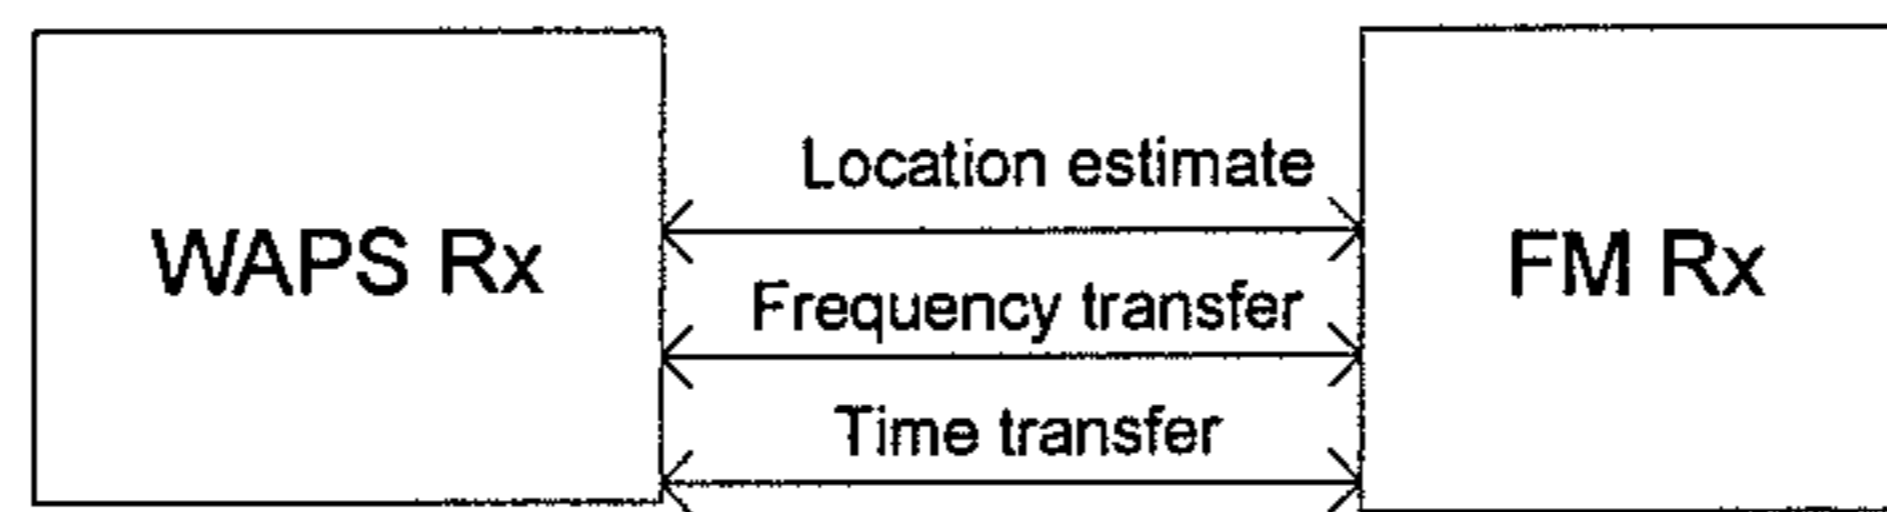 Location estimate
WAPS Rx
FM Rx
Frequency transfer
Time transfer